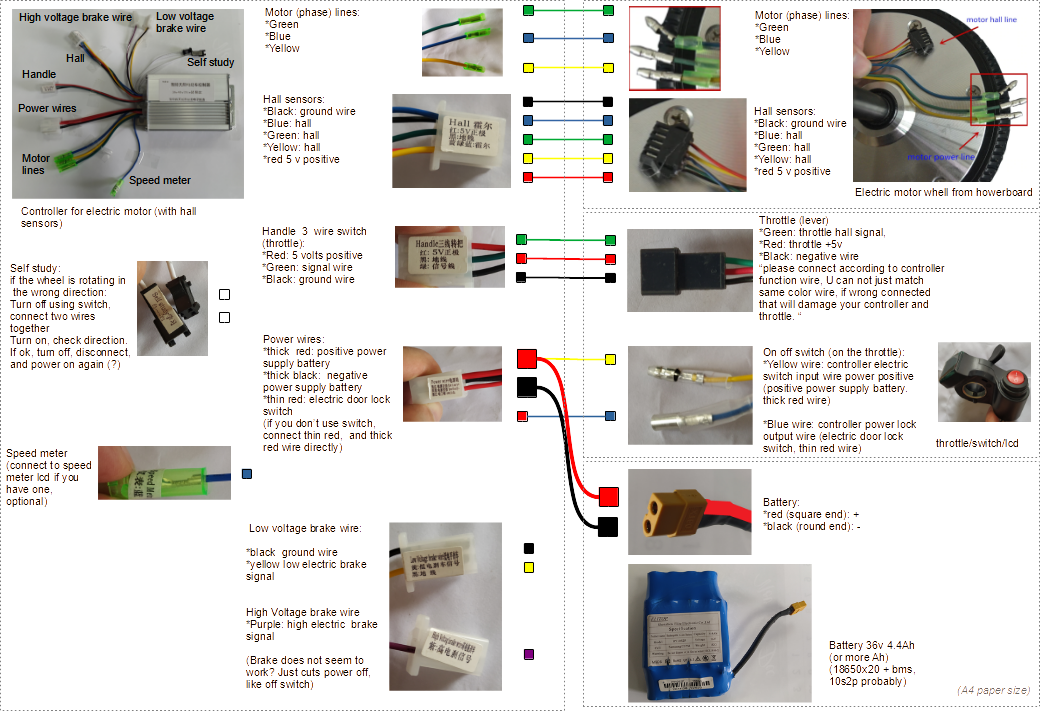 High voltage brake wire
Low voltage
brake wire
Hall
Self study
Handle
Power wires
Motor
lines
Speed meter
Controller for electric motor (with hall
sensors)
Motor (phase) lines:
*Green
*Blue
*Yellow
Hall sensors:
*Black: ground wire
*Blue: hall
*Green: hall
*Yellow: hall
*red 5 v positive
Hall 霍尔
红:5V正极
黑:地线
蓝绿黄:霍尔
Motor (phase) lines:
*Green
*Blue
*Yellow
Hall sensors:
*Black: ground wire
*Blue: hall
*Green: hall
*Yellow: hall
*red 5 v positive
motor hall line
motor power line
Electric motor whell from howerboard
Handle 3 wire switch
(throttle):
*Red: 5 volts positive
*Green: signal wire
*Black: ground wire
Handle三线转把
红: 5V正极
黑: 地线
绿: 信号线
Throttle (lever)
*Green: throttle hall signal,
*Red: throttle +5v
*Black: negative wire
“please connect according to controller
function wire, U can not just match
same color wire, if wrong connected
that will damage your controller and
throttle. “
Self study:
if the wheel is rotating in
the wrong direction:
Turn off using switch,
connect two wires
together
Turn on, check direction.
If ok, turn off, disconnect,
and power on again (?)
Power wires:
*thick red: positive power
supply battery
*thick black: negative
power supply battery
*thin red: electric door lock
switch
(if you don´t use switch,
connect thin red, and thick
red wire directly)
On off switch (on the throttle):
*Yellow wire: controller electric
switch input wire power positive
(positive power supply battery.
thick red wire)
*Blue wire: controller power lock
output wire (electric door lock
switch, thin red wire)
throttle/switch/lcd
Speed meter
(connect to speed
meter lcd if you
have one,
optional)
Battery:
*red (square end): +
*black (round end): -
Low voltage brake wire:
*black ground wire
*yellow low electric brake
signal
High Voltage brake wire
*Purple: high electric brake
signal
(Brake does not seem to
work? Just cuts power off,
like off switch)
Battery 36v 4.4Ah
(or more Ah)
(18650x20 + bms,
10s2p probably)
(A4 paper size)